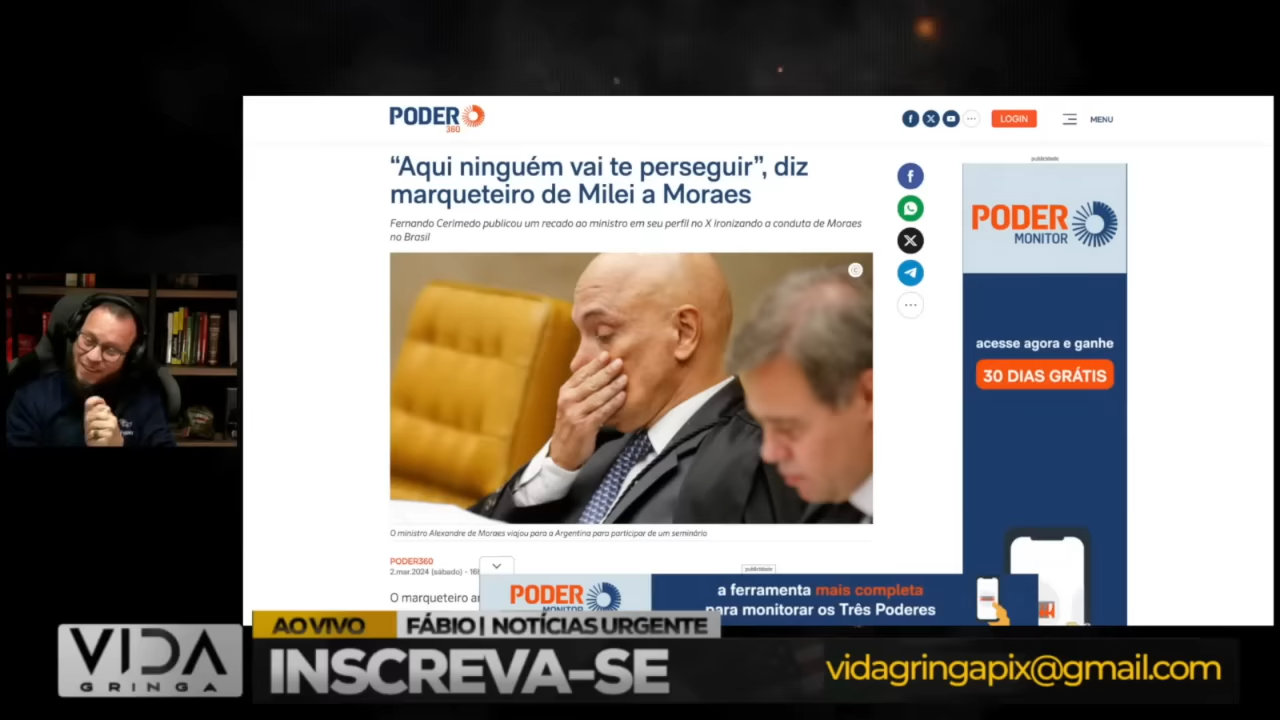 PODER
360
LOGIN
MENU
“Aqui ninguém vai te perseguir”, diz
marqueteiro de Milei a Moraes
Fernando Cerimedo publicou um recado ao ministro em seu perfil no X ironizando a conduta de Moraes
no Brasil
O ministro Alexandre de Moraes viajou para a Argentina para participar de um seminário
PODER360
2.mar.2024 (sábado) - 16h
O marqueteiro
publicidade
PODER
MONITOR
acesse agora e ganhe
30 DIAS GRÁTIS
publicidade
PODER
MONITOR
a ferramenta mais completa
para monitorar os Três Poderes
AO VIVO
FÁBIO | NOTÍCIAS URGENTE
VIDA
GRINGA
INSCREVA-SE
vidagringapix@gmail.com